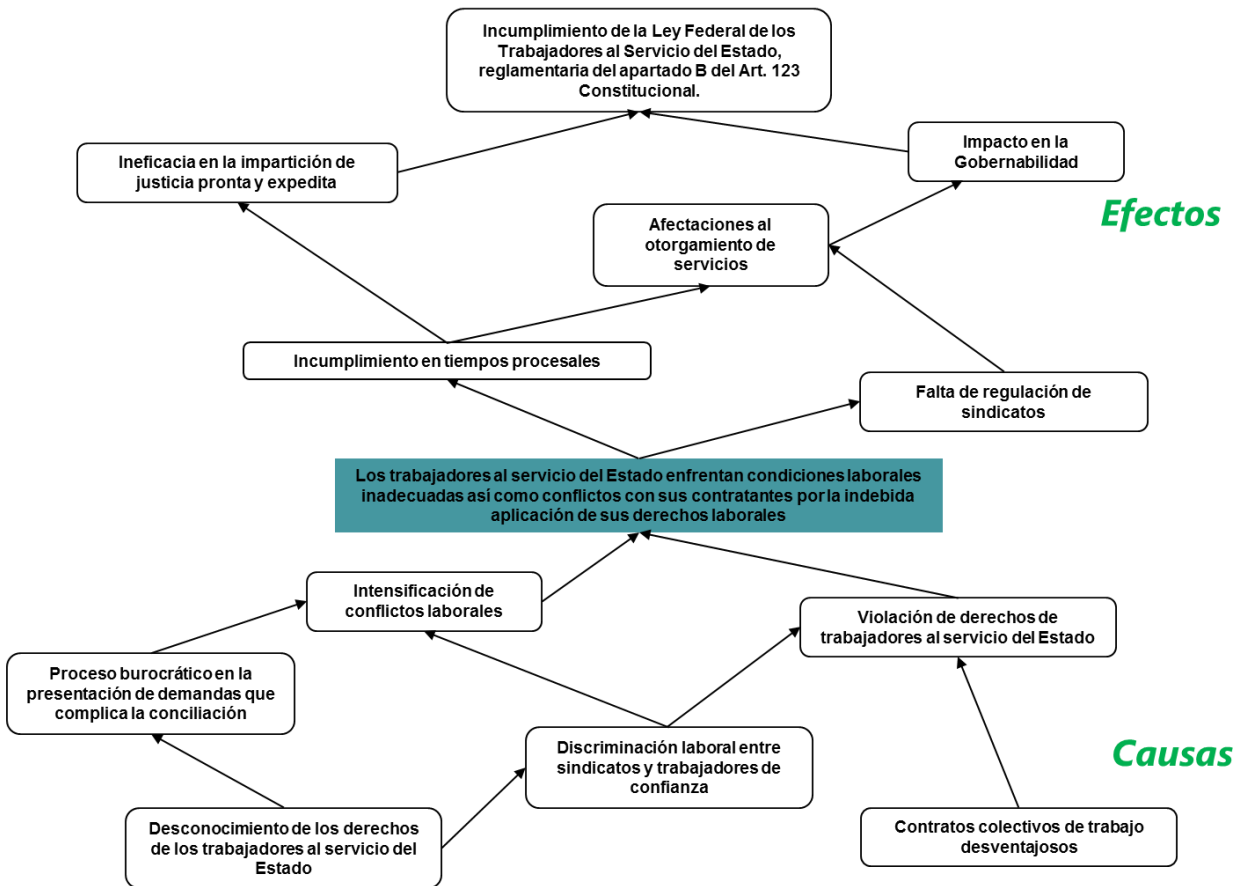 Incumplimiento de la Ley Federal de los
Trabajadores al Servicio del Estado,
reglamentaria del apartado B del Art. 123
Constitucional.
Ineficacia en la impartición de
justicia pronta y expedita
Impacto en la
Gobernabilidad
Efectos
Afectaciones al
otorgamiento de
servicios
Incumplimiento en tiempos procesales
Falta de regulación de
sindicatos
Los trabajadores al servicio del Estado enfrentan condiciones laborales
inadecuadas así como conflictos con sus contratantes por la indebida
aplicación de sus derechos laborales
Intensificación de
conflictos laborales
Violación de derechos de
trabajadores al servicio del Estado
Proceso burocrático en la
presentación de demandas que
complica la conciliación
Discriminación laboral entre
sindicatos y trabajadores de
confianza
Causas
Desconocimiento de los derechos
de los trabajadores al servicio del
Estado
Contratos colectivos de trabajo
desventajosos